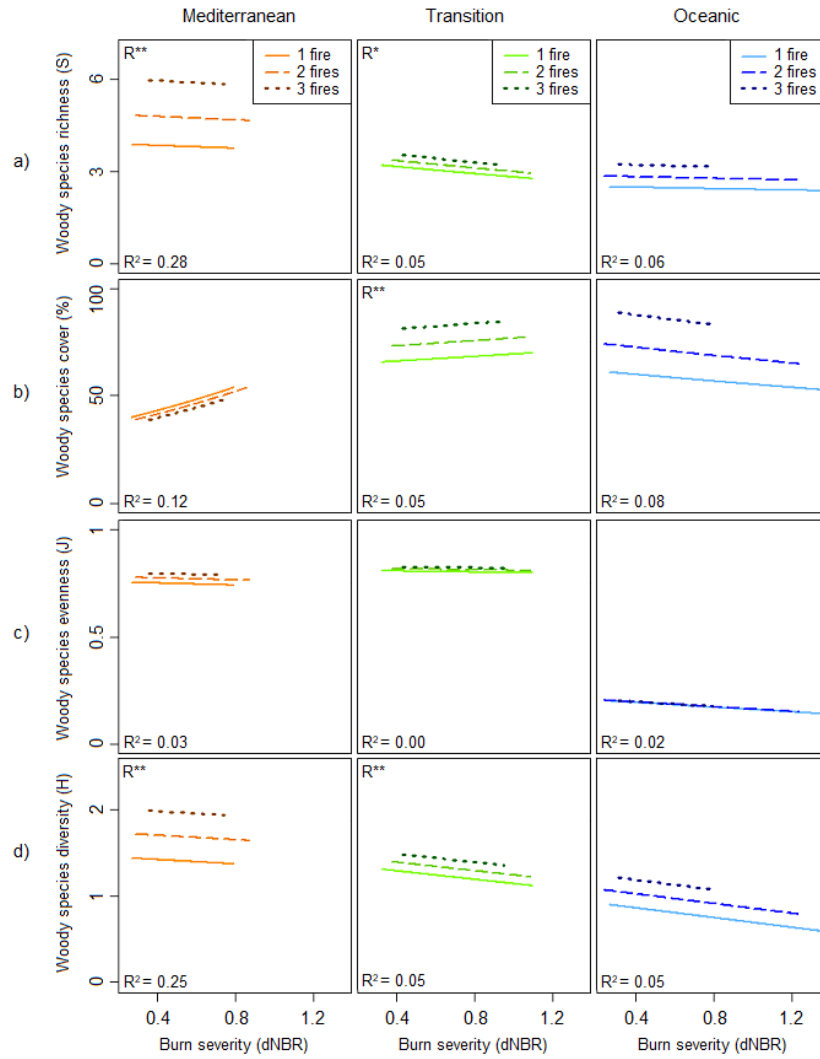 Mediterranean
Transition
Oceanic
a)
Woody species richness (S)
6
3
0
R**
1 fire
2 fires
3 fires
R² = 0.28
R*
1 fire
2 fires
3 fires
R² = 0.05
1 fire
2 fires
3 fires
R² = 0.06
b)
Woody species cover (%)
100
50
0
R² = 0.12
R**
R² = 0.05
R² = 0.08
c)
Woody species evenness (J)
1
0.5
0
R² = 0.03
R² = 0.00
R² = 0.02
d)
Woody species diversity (H)
2
1
0
R**
R² = 0.25
R**
R² = 0.05
R² = 0.05
0.4 0.8 1.2
0.4 0.8 1.2
0.4 0.8 1.2
Burn severity (dNBR)
Burn severity (dNBR)
Burn severity (dNBR)